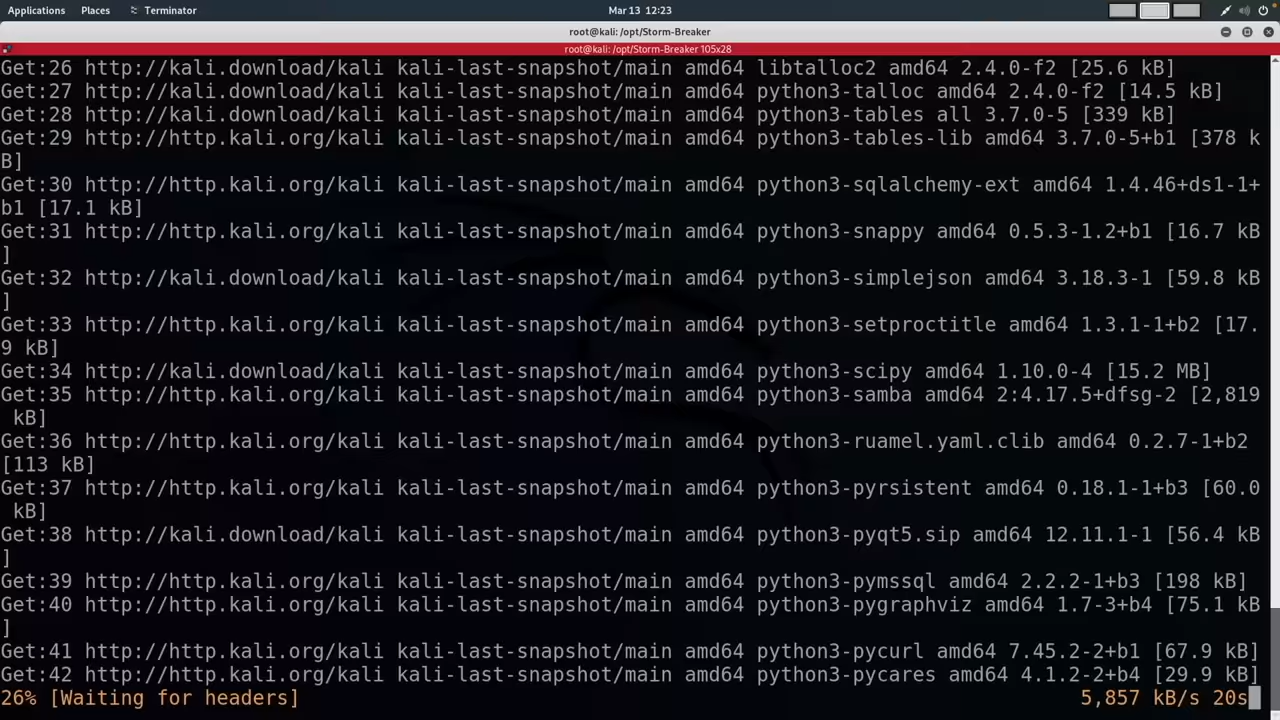 Applications Places Terminator Mar 13 12:23
root@kali: /opt/Storm-Breaker
root@kali: /opt/Storm-Breaker 105x28
Get:26 http://kali.download/kali kali-last-snapshot/main amd64 libtalloc2 amd64 2.4.0-f2 [25.6 kB]
Get:27 http://kali.download/kali kali-last-snapshot/main amd64 python3-talloc amd64 2.4.0-f2 [14.5 kB]
Get:28 http://kali.download/kali kali-last-snapshot/main amd64 python3-tables all 3.7.0-5 [339 kB]
Get:29 http://http.kali.org/kali kali-last-snapshot/main amd64 python3-tables-lib amd64 3.7.0-5+b1 [378 k
B]
Get:30 http://http.kali.org/kali kali-last-snapshot/main amd64 python3-sqlalchemy-ext amd64 1.4.46+ds1-1+
b1 [17.1 kB]
Get:31 http://http.kali.org/kali kali-last-snapshot/main amd64 python3-snappy amd64 0.5.3-1.2+b1 [16.7 kB
]
Get:32 http://kali.download/kali kali-last-snapshot/main amd64 python3-simplejson amd64 3.18.3-1 [59.8 kB
]
Get:33 http://http.kali.org/kali kali-last-snapshot/main amd64 python3-setproctitle amd64 1.3.1-1+b2 [17.
9 kB]
Get:34 http://kali.download/kali kali-last-snapshot/main amd64 python3-scipy amd64 1.10.0-4 [15.2 MB]
Get:35 http://kali.download/kali kali-last-snapshot/main amd64 python3-samba amd64 2:4.17.5+dfsg-2 [2,819
kB]
Get:36 http://http.kali.org/kali kali-last-snapshot/main amd64 python3-ruamel.yaml.clib amd64 0.2.7-1+b2
[113 kB]
Get:37 http://http.kali.org/kali kali-last-snapshot/main amd64 python3-pyrsistent amd64 0.18.1-1+b3 [60.0
kB]
Get:38 http://kali.download/kali kali-last-snapshot/main amd64 python3-pyqt5.sip amd64 12.11.1-1 [56.4 kB
]
Get:39 http://http.kali.org/kali kali-last-snapshot/main amd64 python3-pymssql amd64 2.2.2-1+b3 [198 kB]
Get:40 http://http.kali.org/kali kali-last-snapshot/main amd64 python3-pygraphviz amd64 1.7-3+b4 [75.1 kB
]
Get:41 http://http.kali.org/kali kali-last-snapshot/main amd64 python3-pycurl amd64 7.45.2-2+b1 [67.9 kB]
Get:42 http://http.kali.org/kali kali-last-snapshot/main amd64 python3-pycares amd64 4.1.2-2+b4 [29.9 kB]
26% [Waiting for headers] 5,857 kB/s 20s